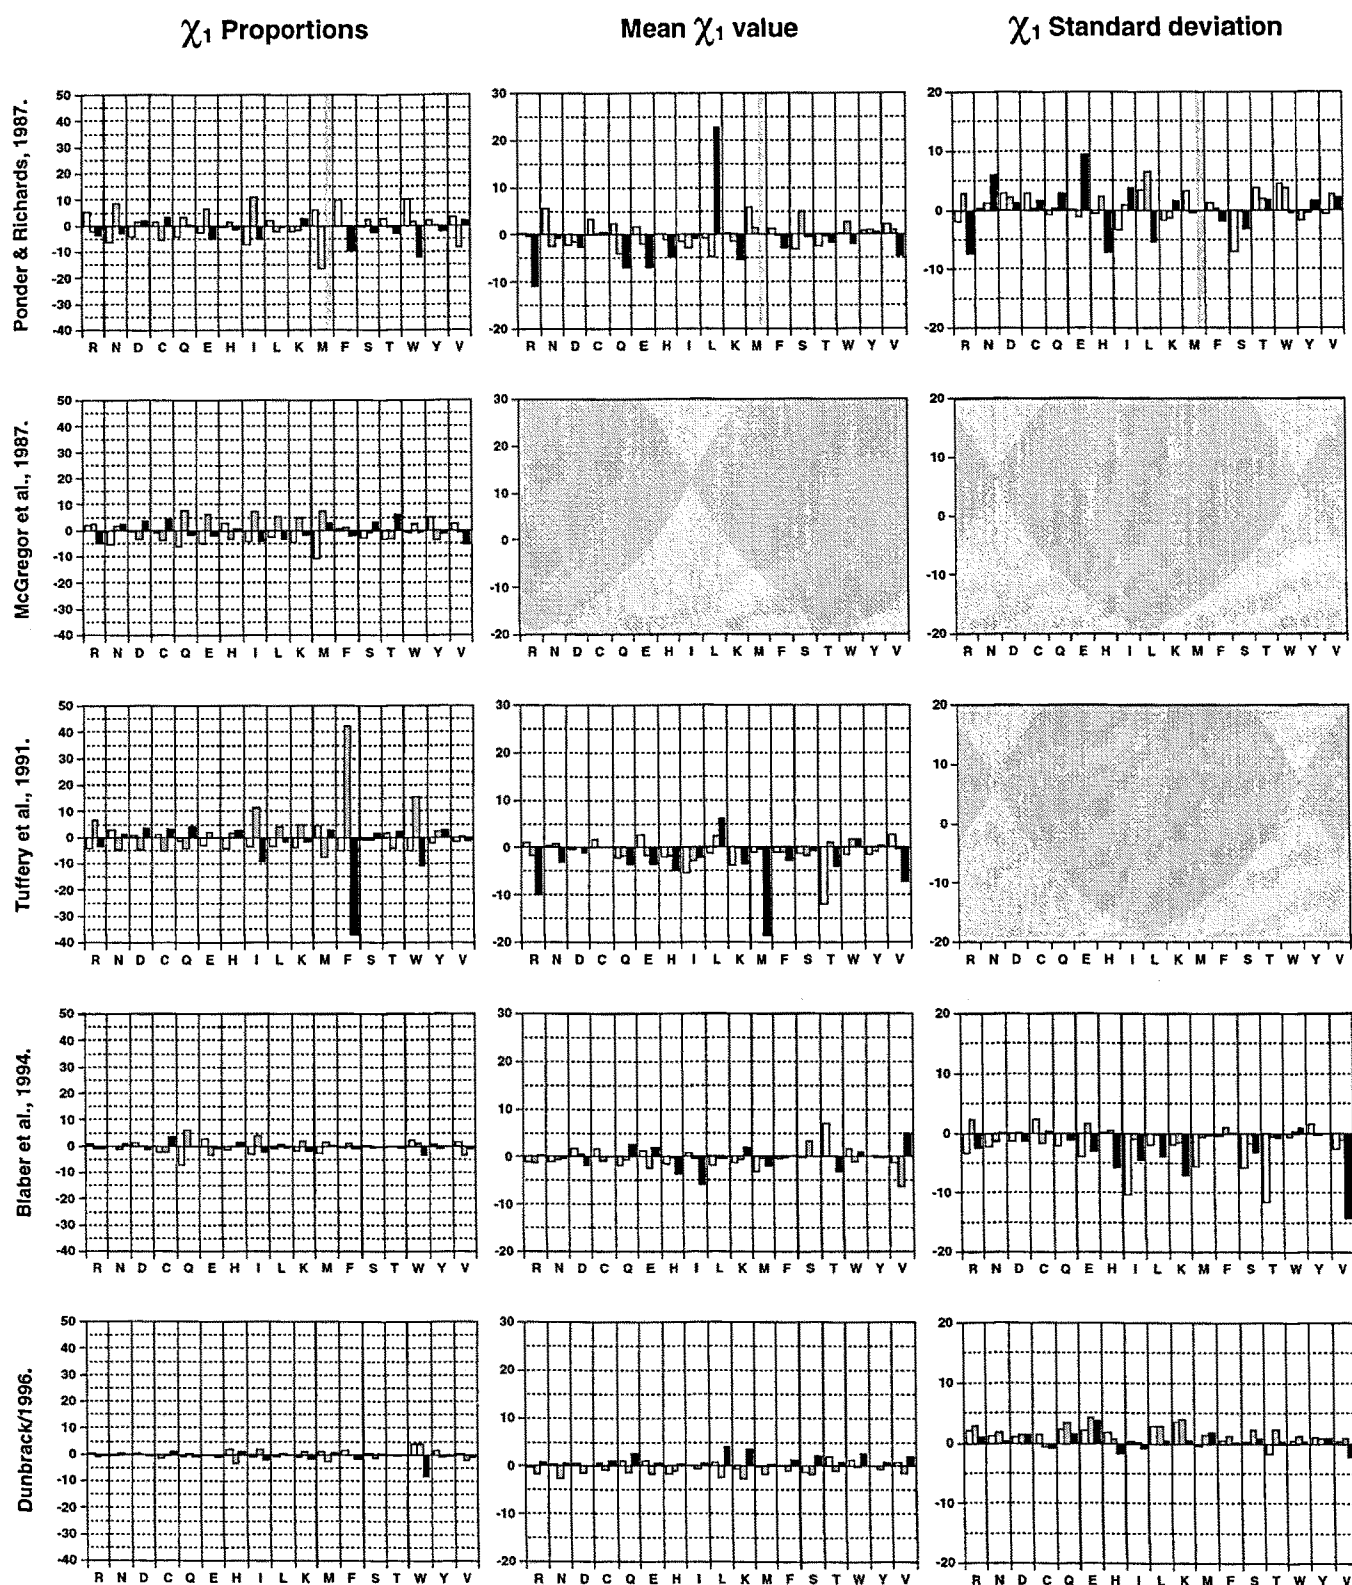 χ1 Proportions Mean χ1 value χ1 Standard deviation
Ponder & Richards, 1987.
50 40 30 20 10 0 -10 -20 -30 -40
R N D C Q E H I L K M F S T W Y V
30 20 10 0 -10 -20
R N D C Q E H I L K M F S T W Y V
20 10 0 -10 -20
R N D C Q E H I L K M F S T W Y V
McGregor et al., 1987.
50 40 30 20 10 0 -10 -20 -30 -40
R N D C Q E H I L K M F S T W Y V
30 20 10 0 -10 -20
R N D C Q E H I L K M F S T W Y V
20 10 0 -10 -20
R N D C Q E H I L K M F S T W Y V
Tuffery et al., 1991.
50 40 30 20 10 0 -10 -20 -30 -40
R N D C Q E H I L K M F S T W Y V
30 20 10 0 -10 -20
R N D C Q E H I L K M F S T W Y V
20 10 0 -10 -20
R N D C Q E H I L K M F S T W Y V
Blaber et al., 1994.
50 40 30 20 10 0 -10 -20 -30 -40
R N D C Q E H I L K M F S T W Y V
30 20 10 0 -10 -20
R N D C Q E H I L K M F S T W Y V
20 10 0 -10 -20
R N D C Q E H I L K M F S T W Y V
Dunbrack/1996.
50 40 30 20 10 0 -10 -20 -30 -40
R N D C Q E H I L K M F S T W Y V
30 20 10 0 -10 -20
R N D C Q E H I L K M F S T W Y V
20 10 0 -10 -20
R N D C Q E H I L K M F S T W Y V